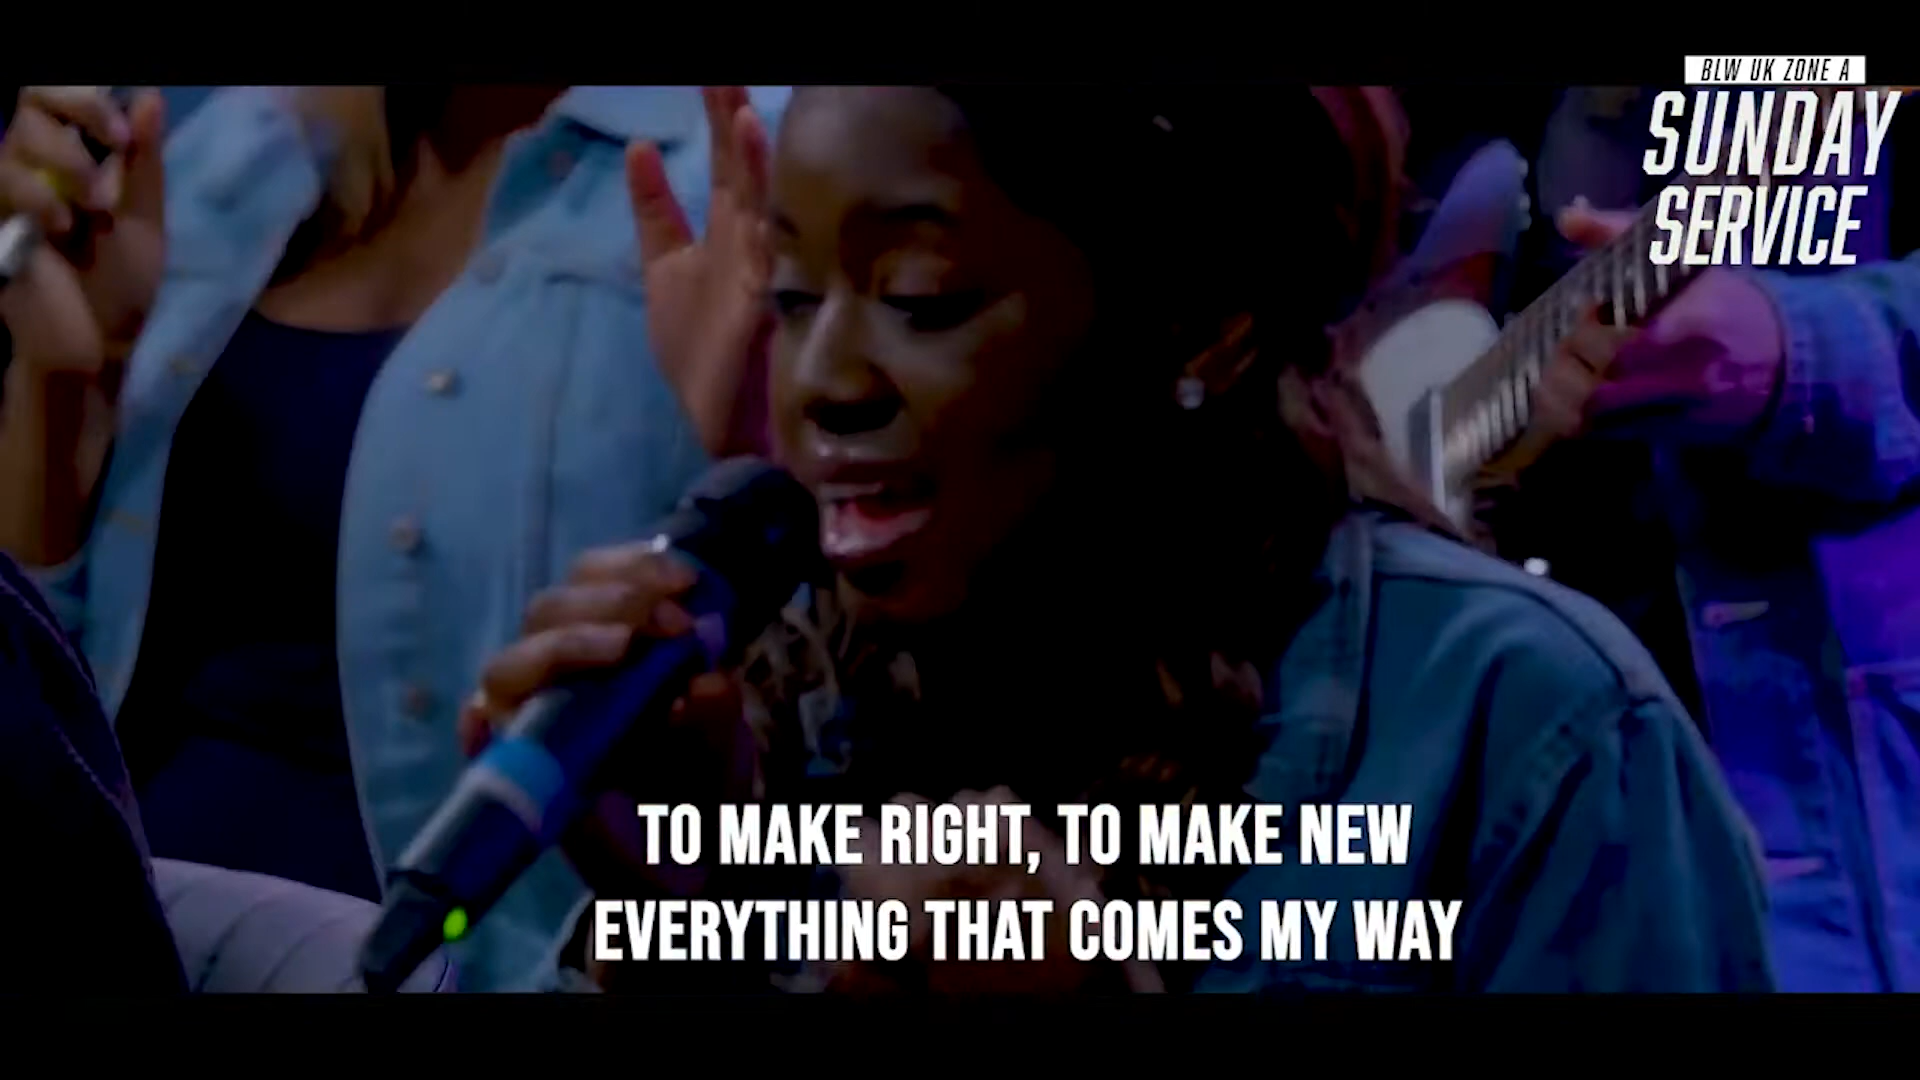 BLW UK ZONE A
SUNDAY
SERVICE
TO MAKE RIGHT, TO MAKE NEW
EVERYTHING THAT COMES MY WAY